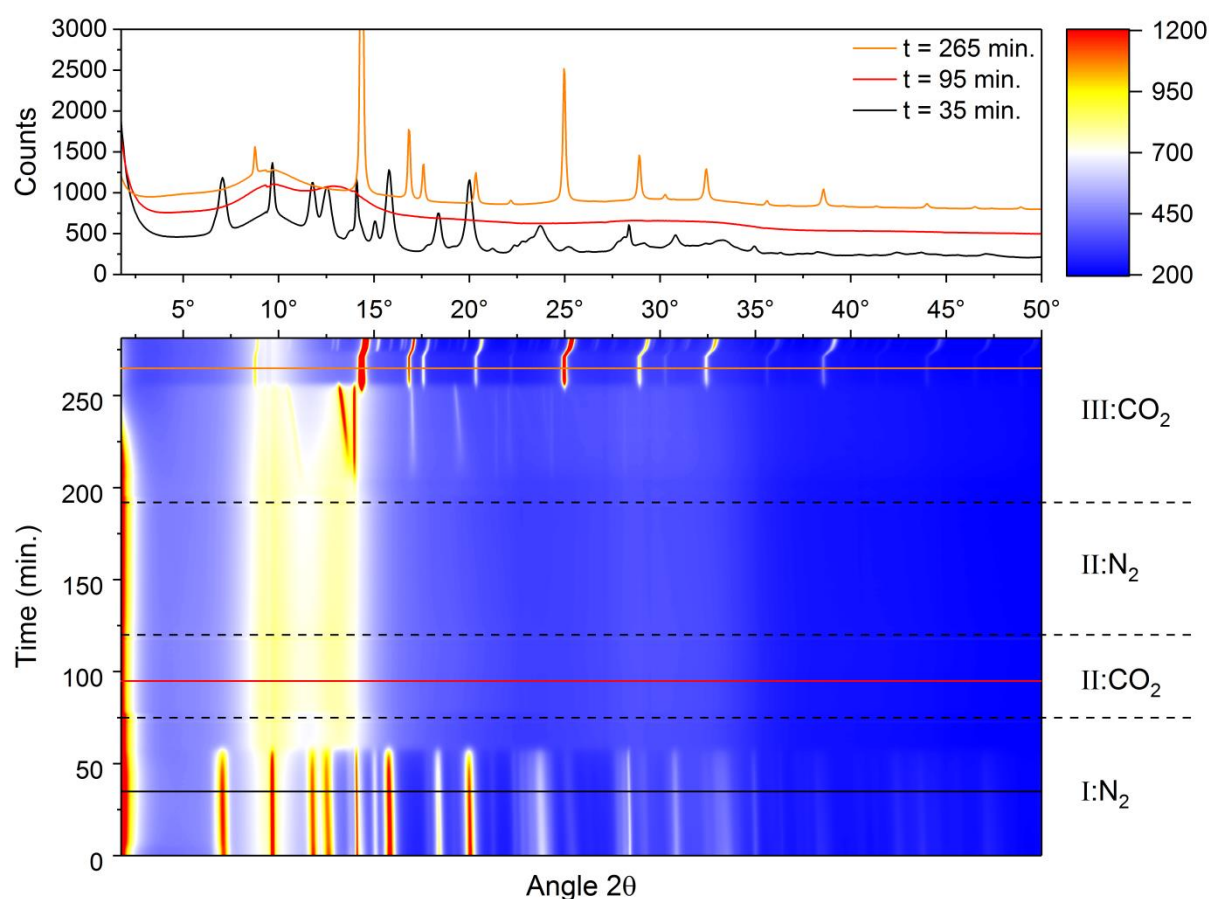 3000
2500
2000
1500
1000
500
0
Counts
t = 265 min.
t = 95 min.
t = 35 min.
1200
950
700
450
200
5° 10° 15° 20° 25° 30° 35° 40° 45° 50°
250
200
150
100
50
0
Time (min.)
III:CO₂
II:N₂
II:CO₂
I:N₂
Angle 2θ